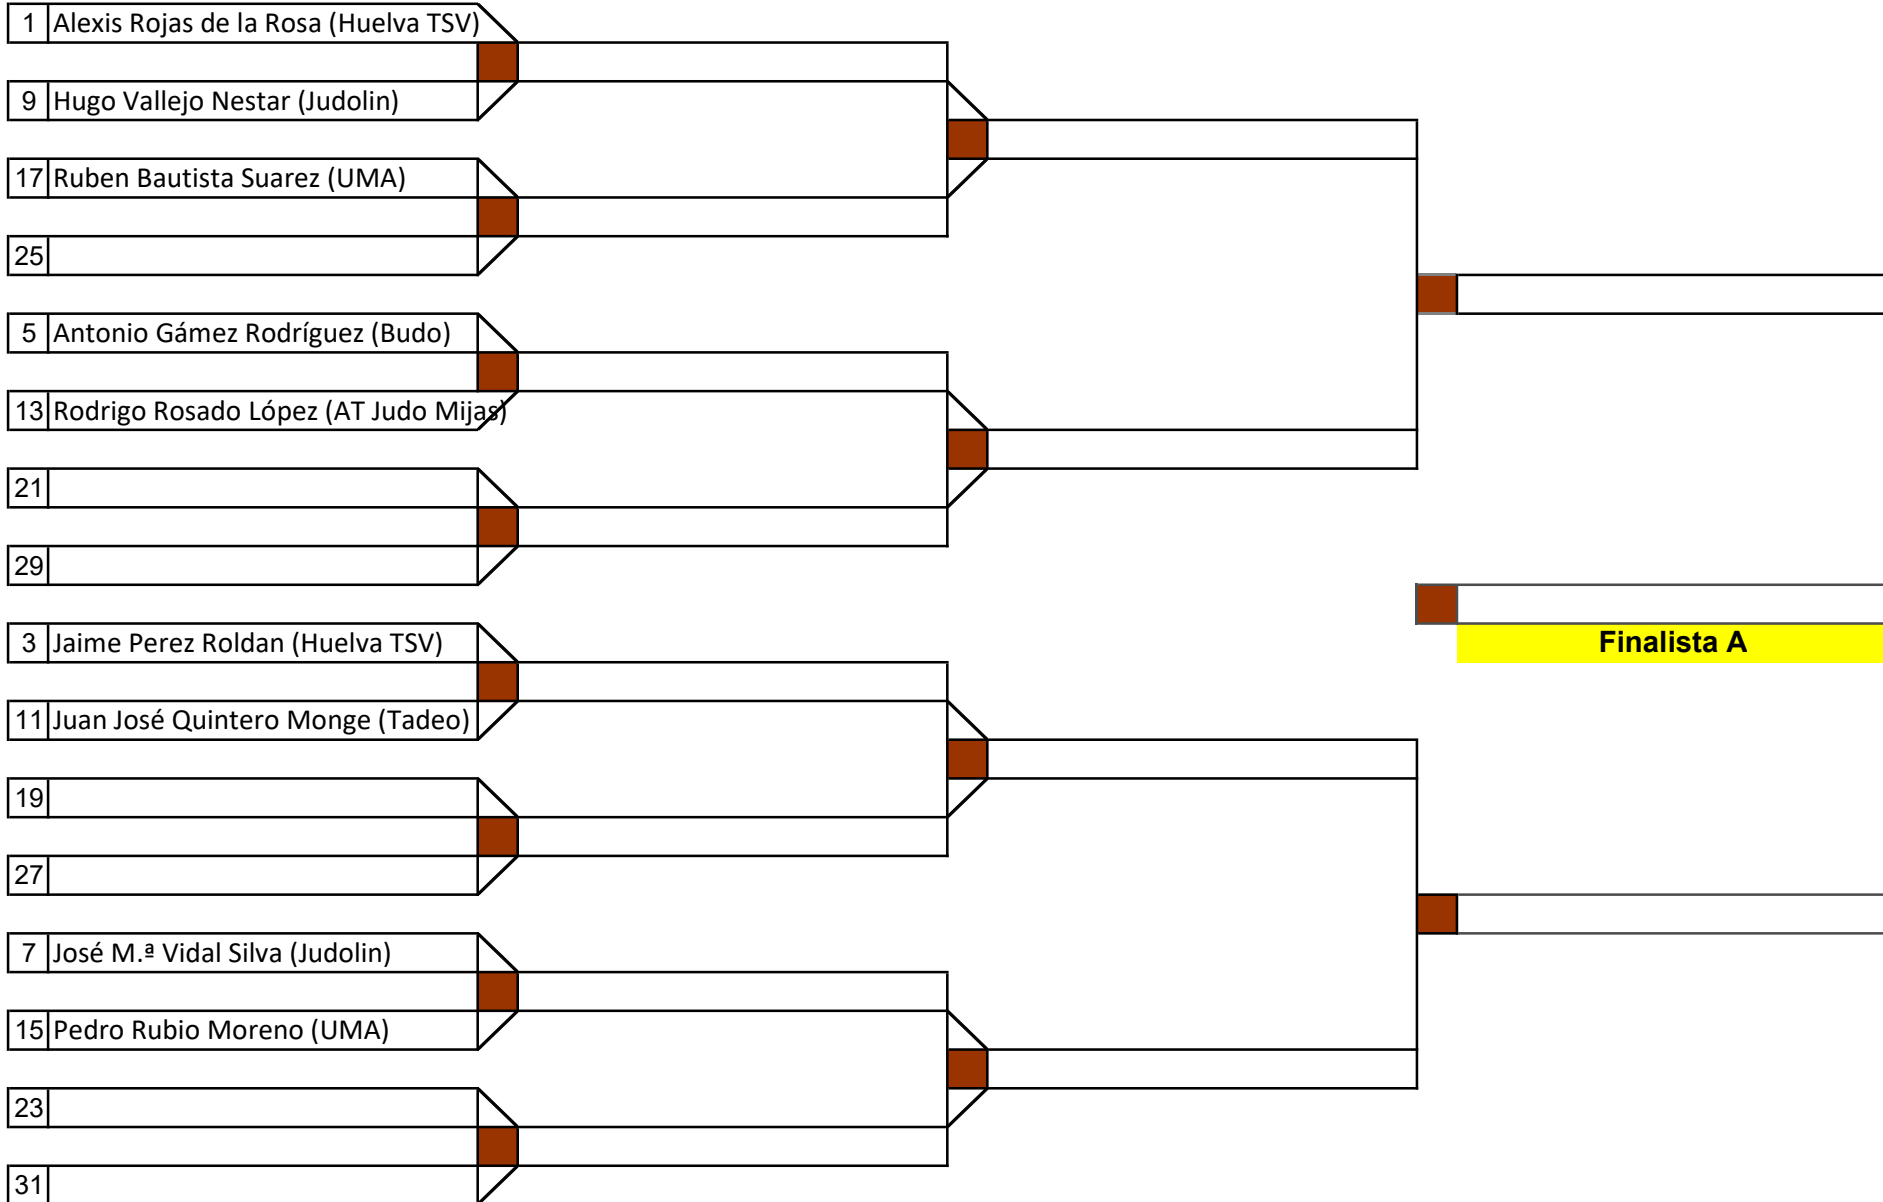 1 Alexis Rojas de la Rosa (Huelva TSV)
9 Hugo Vallejo Nestar (Judolin)
17 Ruben Bautista Suarez (UMA)
25
5 Antonio Gámez Rodríguez (Budo)
13 Rodrigo Rosado López (AT Judo Mijas)
21
29
3 Jaime Perez Roldan (Huelva TSV)
Finalista A
11 Juan José Quintero Monge (Tadeo)
19
27
7 José M.ª Vidal Silva (Judolin)
15 Pedro Rubio Moreno (UMA)
23
31